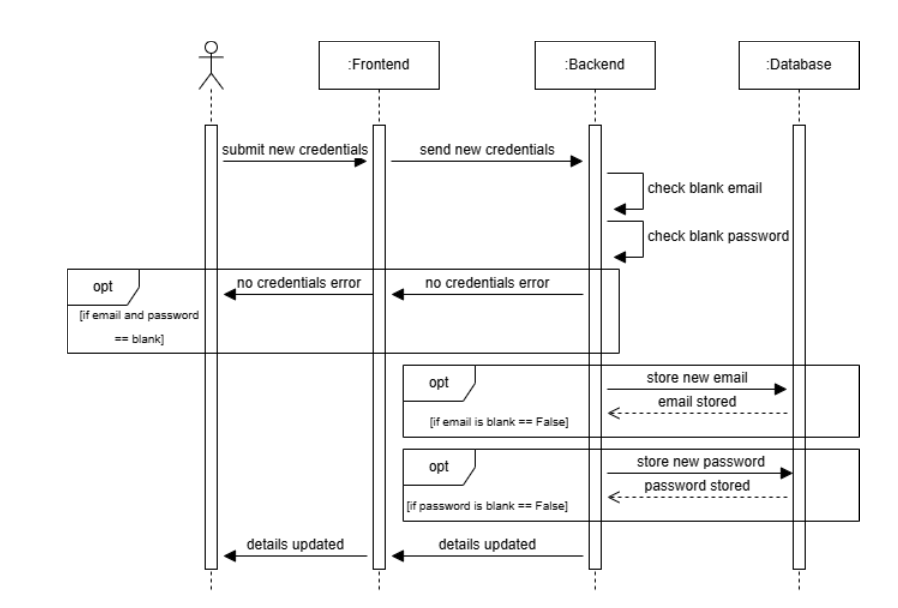 :Frontend
:Backend
:Database
submit new credentials
send new credentials
check blank email
check blank password
opt
no credentials error
no credentials error
[if email and password
== blank]
opt
store new email
email stored
[if email is blank == False]
opt
store new password
password stored
[if password is blank == False]
details updated
details updated